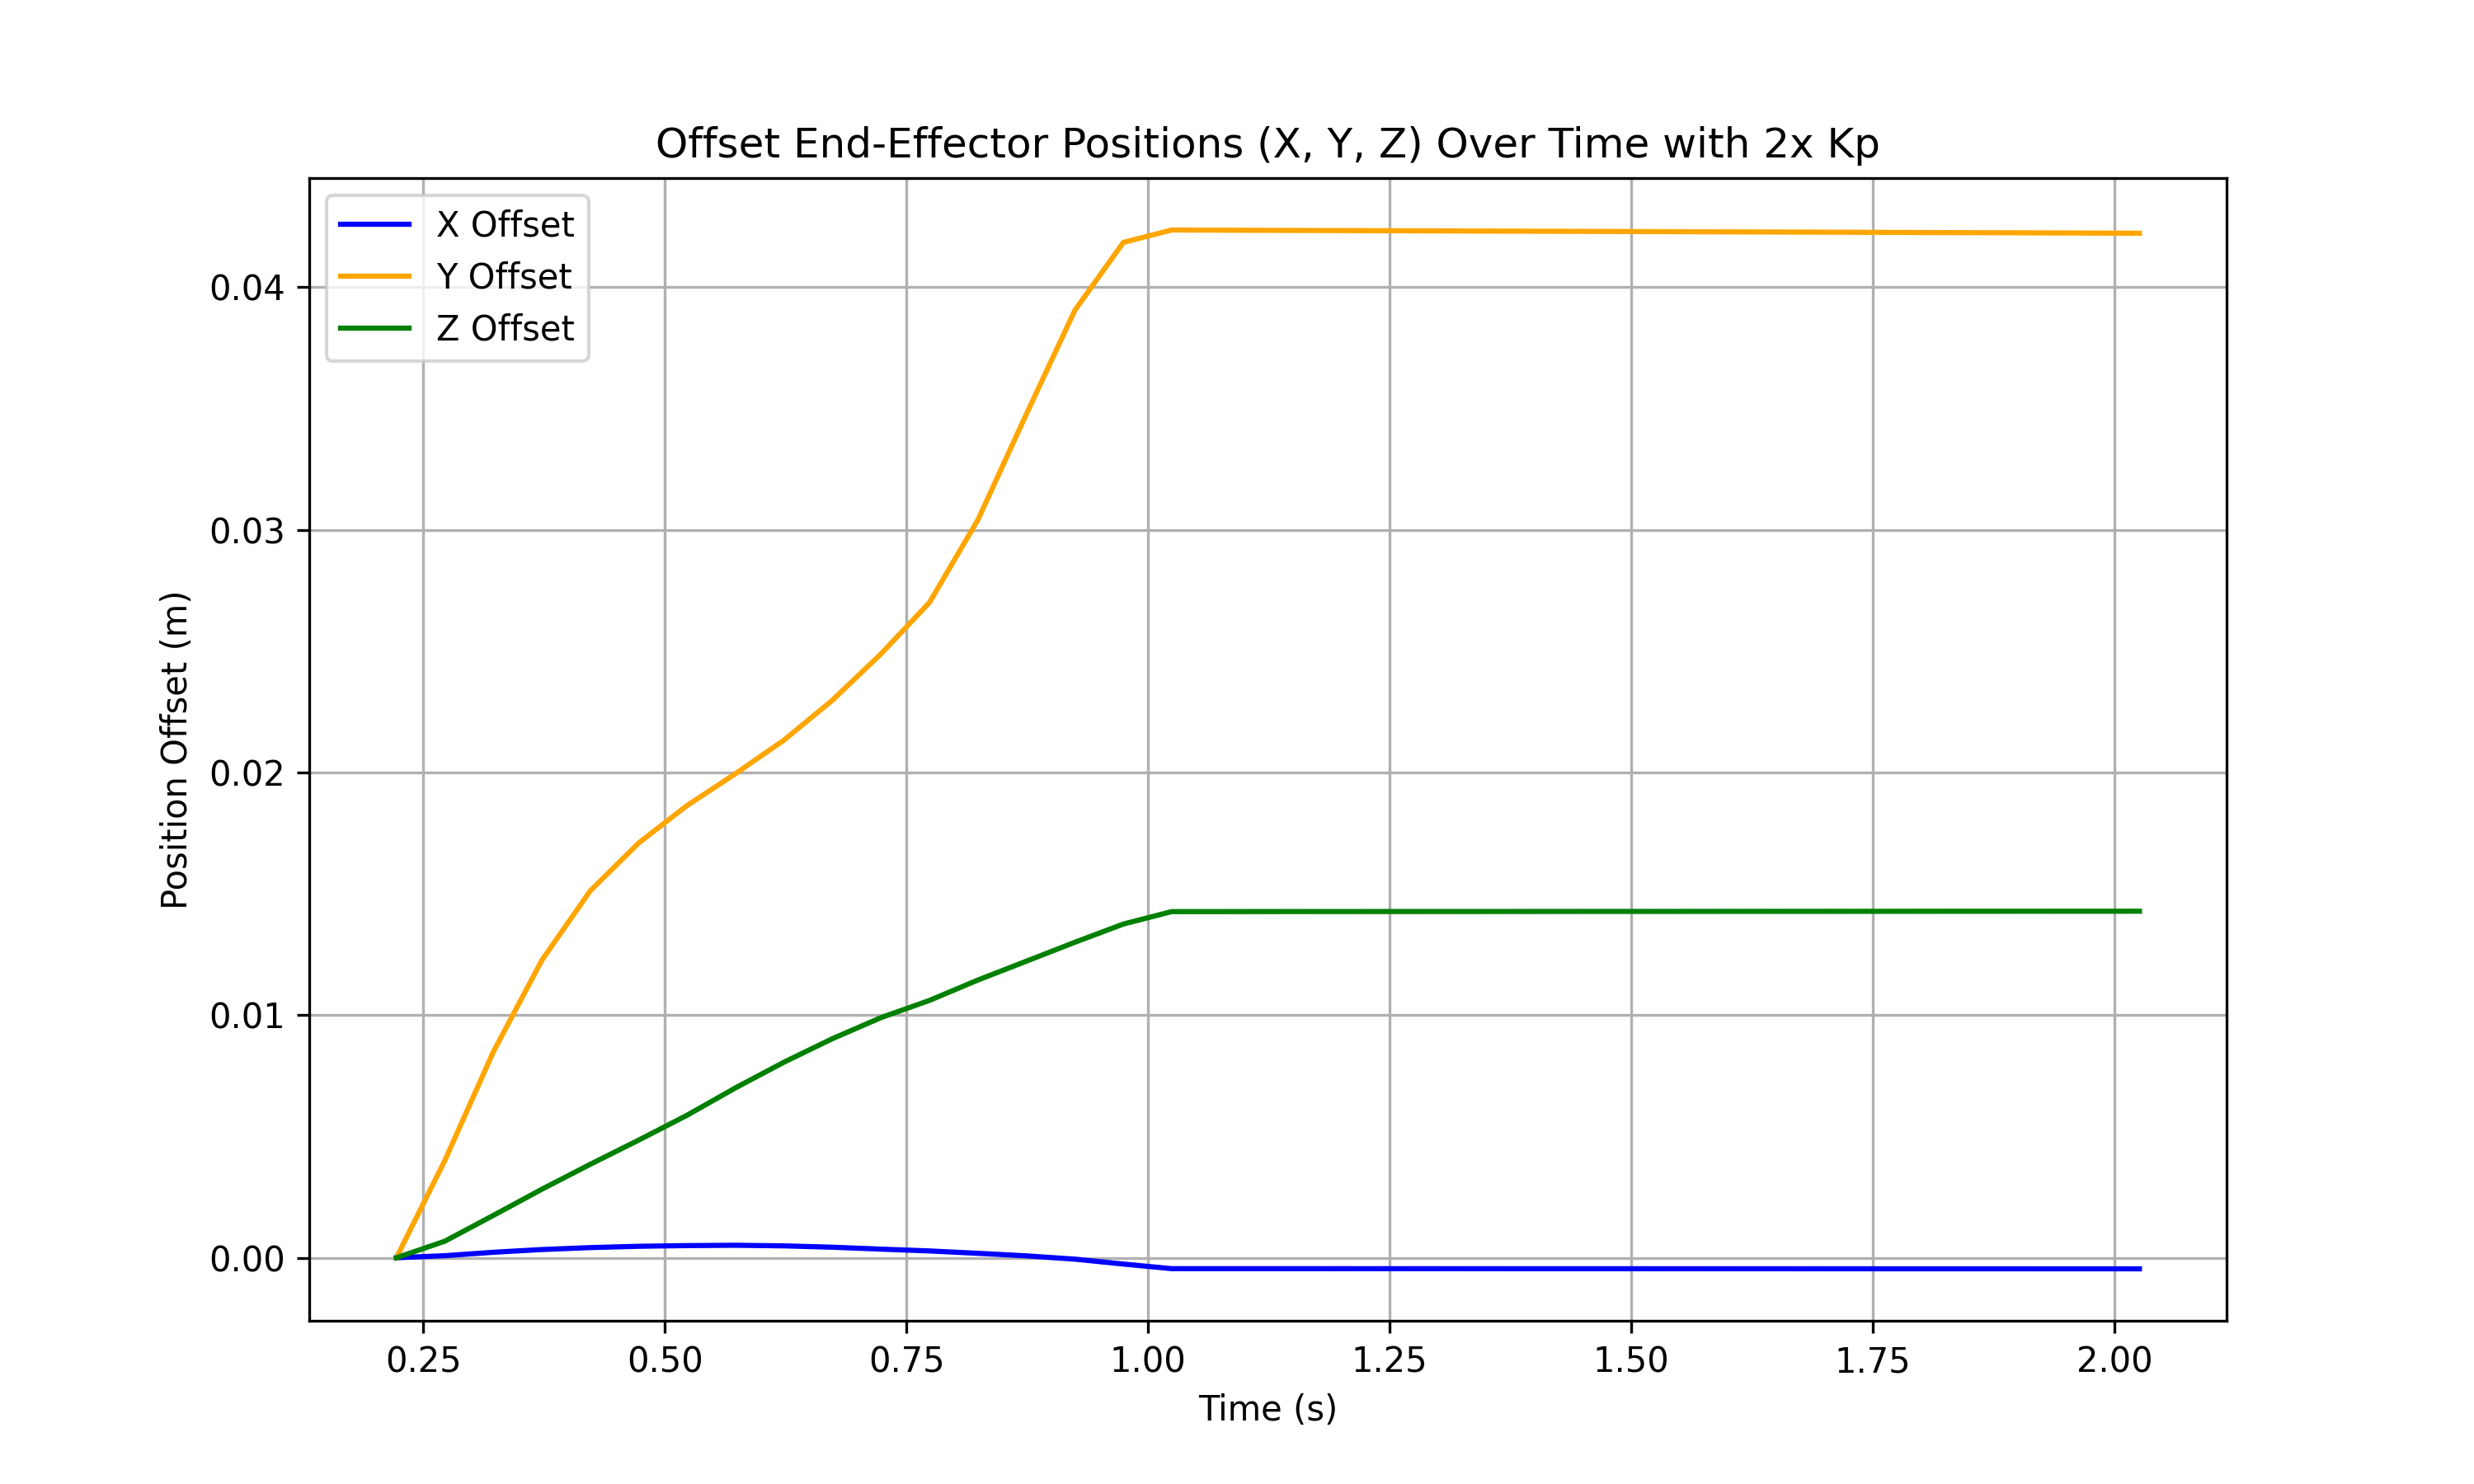 Offset End-Effector Positions (X, Y, Z) Over Time with 2x Kp
X Offset
Y Offset
Z Offset
Position Offset (m)
0.04
0.03
0.02
0.01
0.00
0.25 0.50 0.75 1.00 1.25 1.50 1.75 2.00
Time (s)